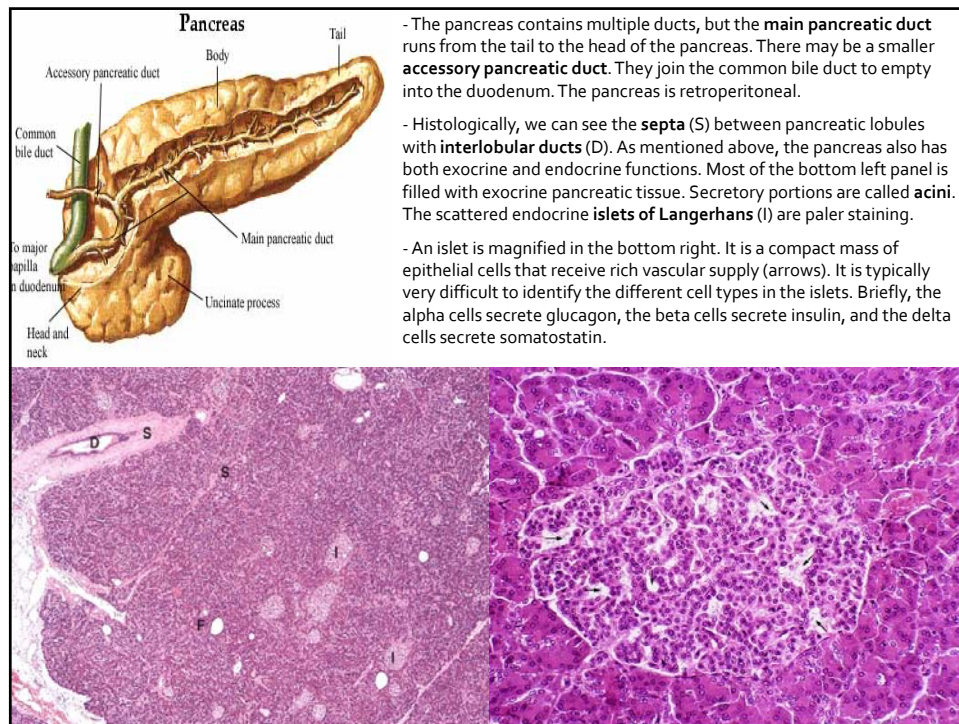 Pancreas
Tail
Body
Accessory pancreatic duct
Common
bile duct
Main pancreatic duct
To major
papilla
in duodenum
Uncinate process
Head and
neck
- The pancreas contains multiple ducts, but the main pancreatic duct
runs from the tail to the head of the pancreas. There may be a smaller
accessory pancreatic duct. They join the common bile duct to empty
into the duodenum. The pancreas is retroperitoneal.
- Histologically, we can see the septa (S) between pancreatic lobules
with interlobular ducts (D). As mentioned above, the pancreas also has
both exocrine and endocrine functions. Most of the bottom left panel is
filled with exocrine pancreatic tissue. Secretory portions are called acini.
The scattered endocrine islets of Langerhans (I) are paler staining.
- An islet is magnified in the bottom right. It is a compact mass of
epithelial cells that receive rich vascular supply (arrows). It is typically
very difficult to identify the different cell types in the islets. Briefly, the
alpha cells secrete glucagon, the beta cells secrete insulin, and the delta
cells secrete somatostatin.
S
D
S
I
F
I